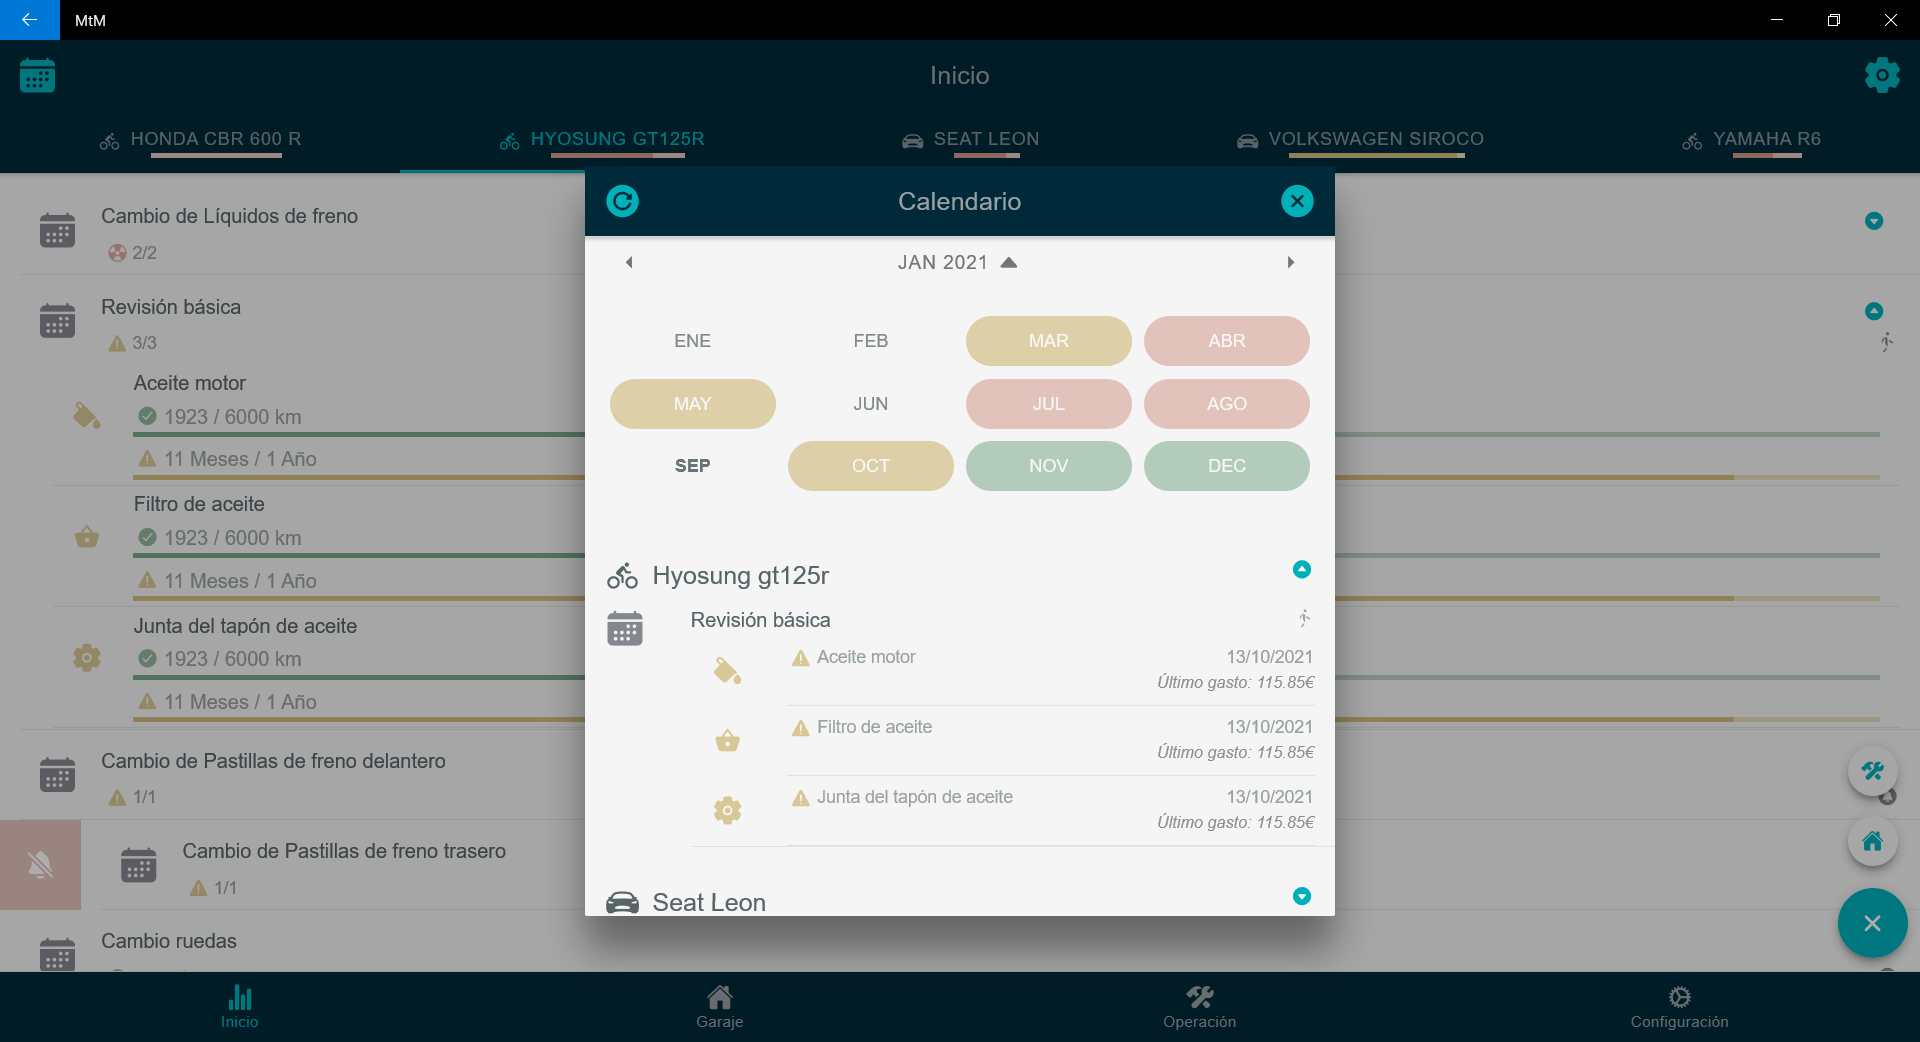 MtM
Inicio
HONDA CBR 600 R
HYOSUNG GT125R
SEAT LEON
VOLKSWAGEN SIROCO
YAMAHA R6
Cambio de Líquidos de freno
2/2
Revisión básica
3/3
Aceite motor
1923 / 6000 km
11 Meses / 1 Año
Filtro de aceite
1923 / 6000 km
11 Meses / 1 Año
Junta del tapón de aceite
1923 / 6000 km
11 Meses / 1 Año
Cambio de Pastillas de freno delantero
1/1
Cambio de Pastillas de freno trasero
1/1
Cambio ruedas
Calendario
JAN 2021
ENE FEB MAR ABR
MAY JUN JUL AGO
SEP OCT NOV DEC
Hyosung gt125r
Revisión básica
Aceite motor 13/10/2021
Último gasto: 115.85€
Filtro de aceite 13/10/2021
Último gasto: 115.85€
Junta del tapón de aceite 13/10/2021
Último gasto: 115.85€
Seat Leon
Inicio
Garaje
Operación
Configuración